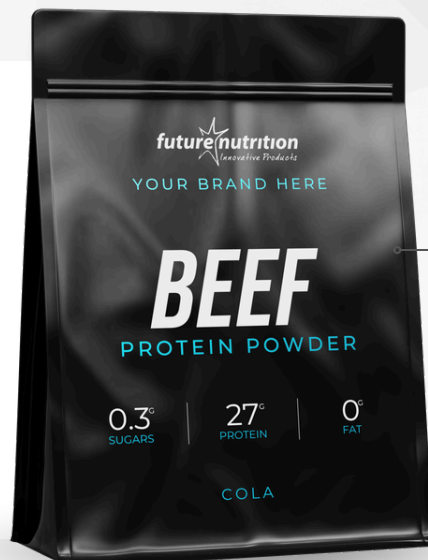 future nutrition
Innovative Products
YOUR BRAND HERE
BEEF
PROTEIN POWDER
0.3G 27G 0G
SUGARS PROTEIN FAT
COLA